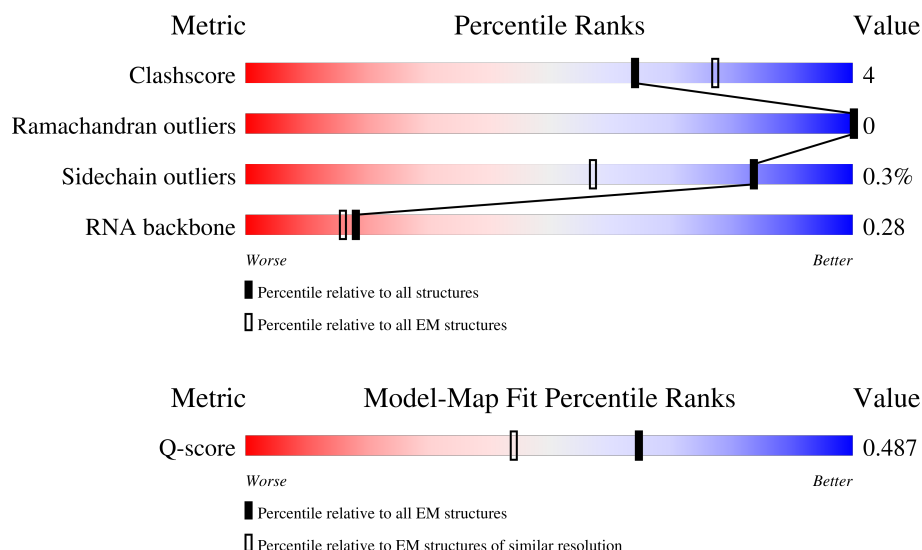 Metric Percentile Ranks Value
Clashscore 4
Ramachandran outliers 0
Sidechain outliers 0.3%
RNA backbone 0.28
Worse Better
Percentile relative to all structures
Percentile relative to all EM structures
Metric Model-Map Fit Percentile Ranks Value
Q-score 0.487
Worse Better
Percentile relative to all EM structures
Percentile relative to EM structures of similar resolution